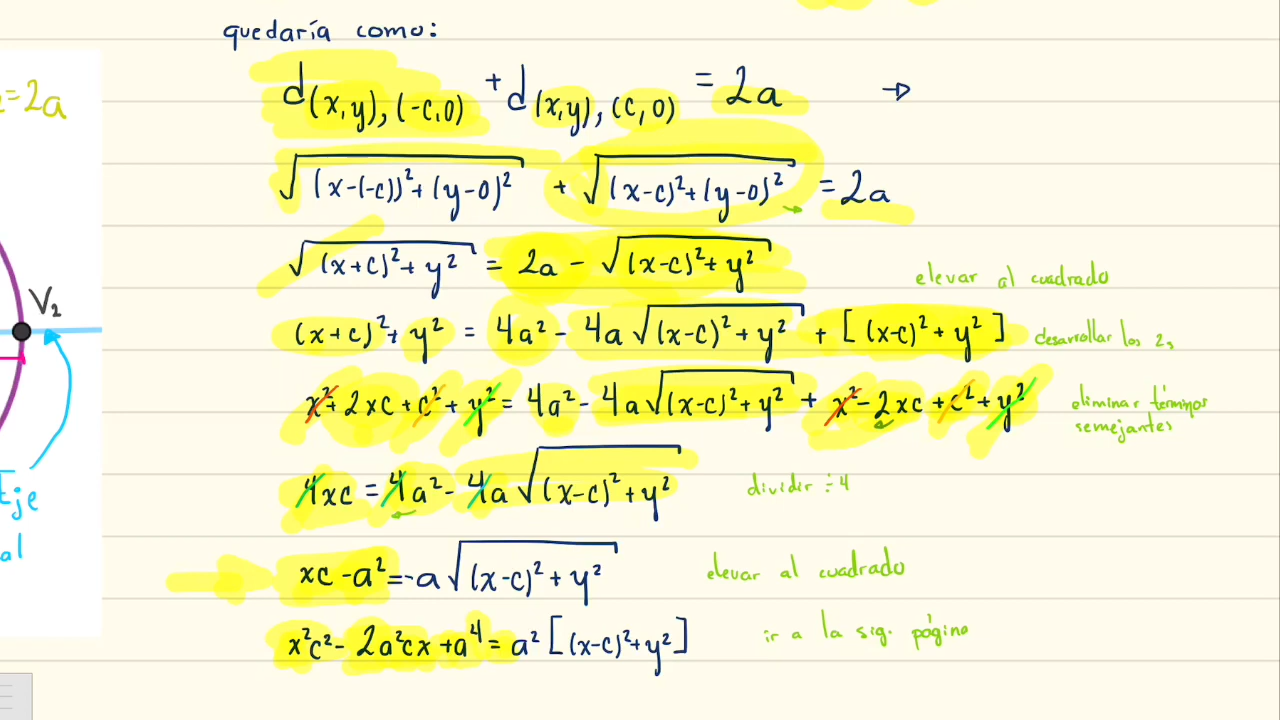 quedaría como:
=2a
d(x,y),(-c,0) + d(x,y),(c,0) = 2a →
√((x-(-c))²+(y-0)²) + √((x-c)²+(y-0)²) = 2a
√((x+c)²+y²) = 2a - √((x-c)²+y²)
elevar al cuadrado
V₂
(x+c)²+y² = 4a² - 4a√((x-c)²+y²) + [(x-c)²+y²]
desarrollar los 2s
x²+2xc+c²+y² = 4a² - 4a√((x-c)²+y²) + x²-2xc+c²+y²
eliminar términos
semejantes
4xc = 4a² - 4a√((x-c)²+y²)
dividir ÷4
Eje
al
xc-a² = -a√((x-c)²+y²)
elevar al cuadrado
x²c² - 2a²cx + a⁴ = a²[(x-c)²+y²]
ir a la sig. página